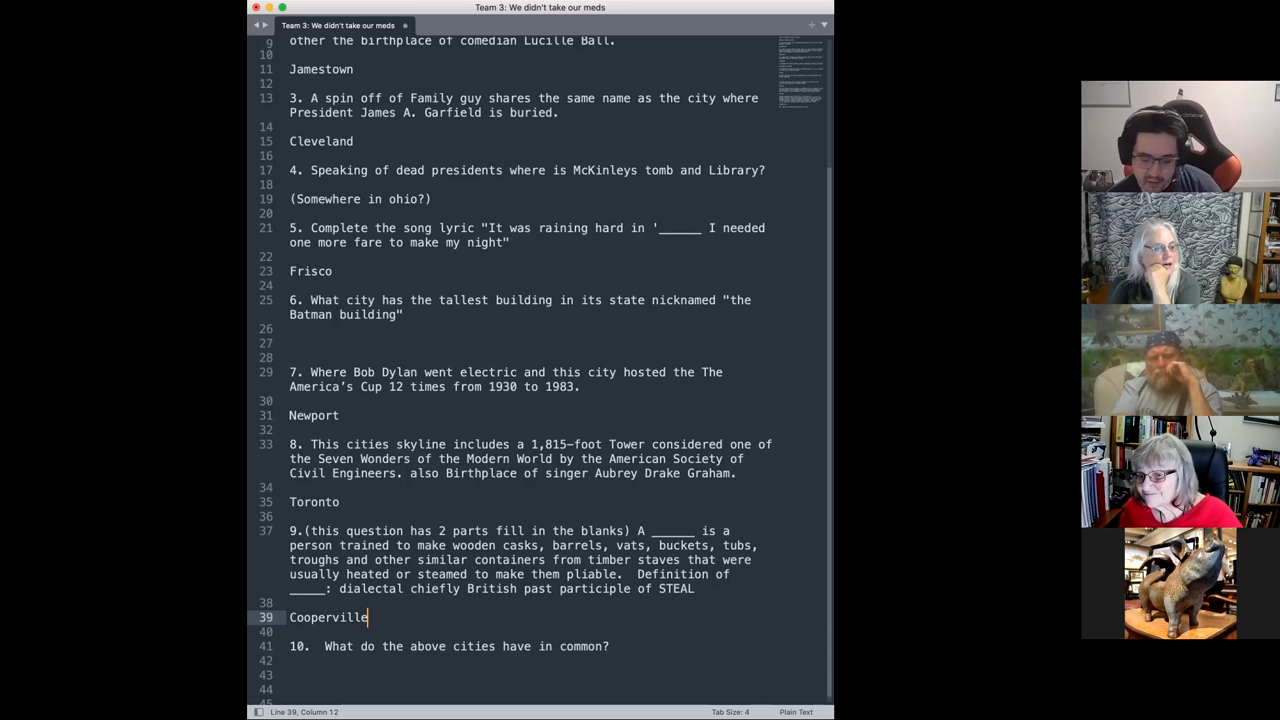 Team 3: We didn't take our meds
Team 3: We didn't take our meds
9 other the birthplace of comedian Lucille Ball.
10
11 Jamestown
12
13 3. A spin off of Family guy shares the same name as the city where
President James A. Garfield is buried.
14
15 Cleveland
16
17 4. Speaking of dead presidents where is McKinleys tomb and Library?
18
19 (Somewhere in ohio?)
20
21 5. Complete the song lyric "It was raining hard in '______ I needed
one more fare to make my night"
22
23 Frisco
24
25 6. What city has the tallest building in its state nicknamed "the
Batman building"
26
27
28
29 7. Where Bob Dylan went electric and this city hosted the The
America’s Cup 12 times from 1930 to 1983.
30
31 Newport
32
33 8. This cities skyline includes a 1,815-foot Tower considered one of
the Seven Wonders of the Modern World by the American Society of
Civil Engineers. also Birthplace of singer Aubrey Drake Graham.
34
35 Toronto
36
37 9.(this question has 2 parts fill in the blanks) A ______ is a
person trained to make wooden casks, barrels, vats, buckets, tubs,
troughs and other similar containers from timber staves that were
usually heated or steamed to make them pliable.  Definition of
_____: dialectal chiefly British past participle of STEAL
38
39 Cooperville
40
41 10.  What do the above cities have in common?
42
43
44
45
Line 39, Column 12
Tab Size: 4
Plain Text